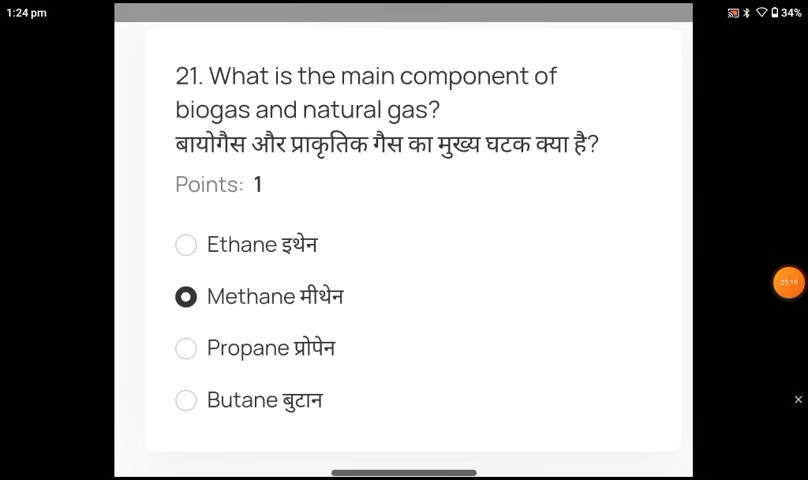 1:24 pm
34%
21. What is the main component of
biogas and natural gas?
बायोगैस और प्राकृतिक गैस का मुख्य घटक क्या है?
Points: 1
Ethane इथेन
Methane मीथेन
25:19
Propane प्रोपेन
Butane बुटान